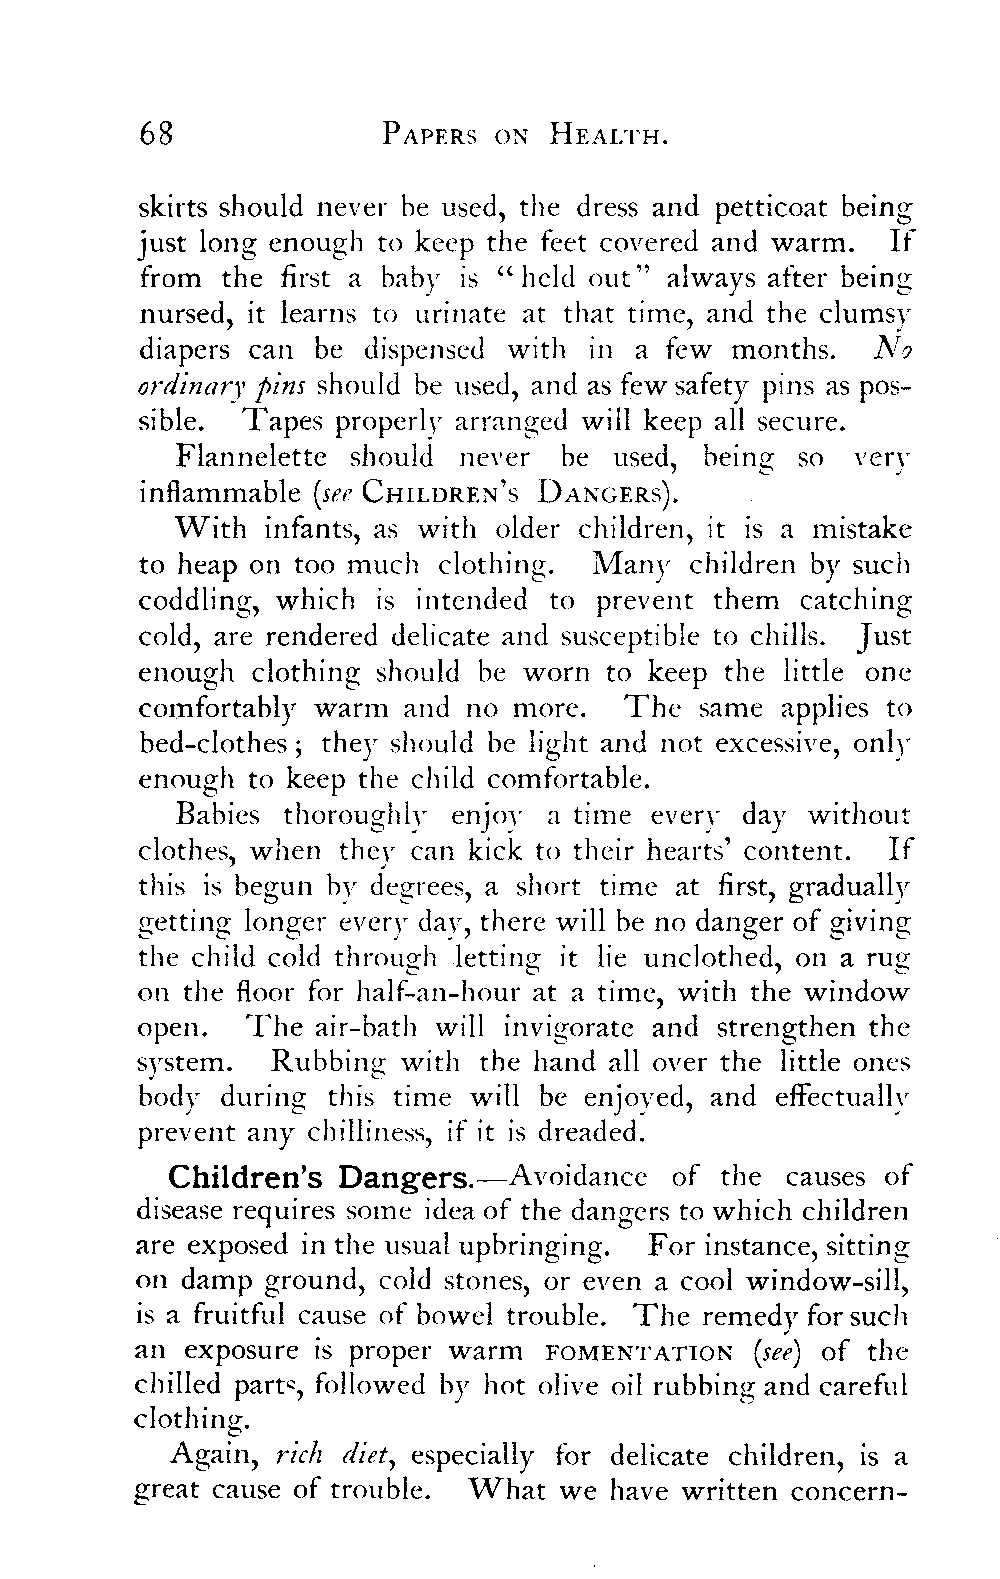 68 PAPERS ON HEALTH.
skirts should never be used, the dress and petticoat being
just long enough to keep the feet covered and warm. If
from the first a baby is “held out” always after being
nursed, it learns to urinate at that time, and the clumsy
diapers can be dispensed with in a few months. No
ordinary pins should be used, and as few safety pins as pos-
sible. Tapes properly arranged will keep all secure.
Flannelette should never be used, being so very
inflammable (see CHILDREN’S DANGERS).
With infants, as with older children, it is a mistake
to heap on too much clothing. Many children by such
coddling, which is intended to prevent them catching
cold, are rendered delicate and susceptible to chills. Just
enough clothing should be worn to keep the little one
comfortably warm and no more. The same applies to
bed-clothes; they should be light and not excessive, only
enough to keep the child comfortable.
Babies thoroughly enjoy a time every day without
clothes, when they can kick to their hearts’ content. If
this is begun by degrees, a short time at first, gradually
getting longer every day, there will be no danger of giving
the child cold through letting it lie unclothed, on a rug
on the floor for half-an-hour at a time, with the window
open. The air-bath will invigorate and strengthen the
system. Rubbing with the hand all over the little ones
body during this time will be enjoyed, and effectually
prevent any chilliness, if it is dreaded.
Children’s Dangers.—Avoidance of the causes of
disease requires some idea of the dangers to which children
are exposed in the usual upbringing. For instance, sitting
on damp ground, cold stones, or even a cool window-sill,
is a fruitful cause of bowel trouble. The remedy for such
an exposure is proper warm FOMENTATION (see) of the
chilled parts, followed by hot olive oil rubbing and careful
clothing.
Again, rich diet, especially for delicate children, is a
great cause of trouble. What we have written concern-